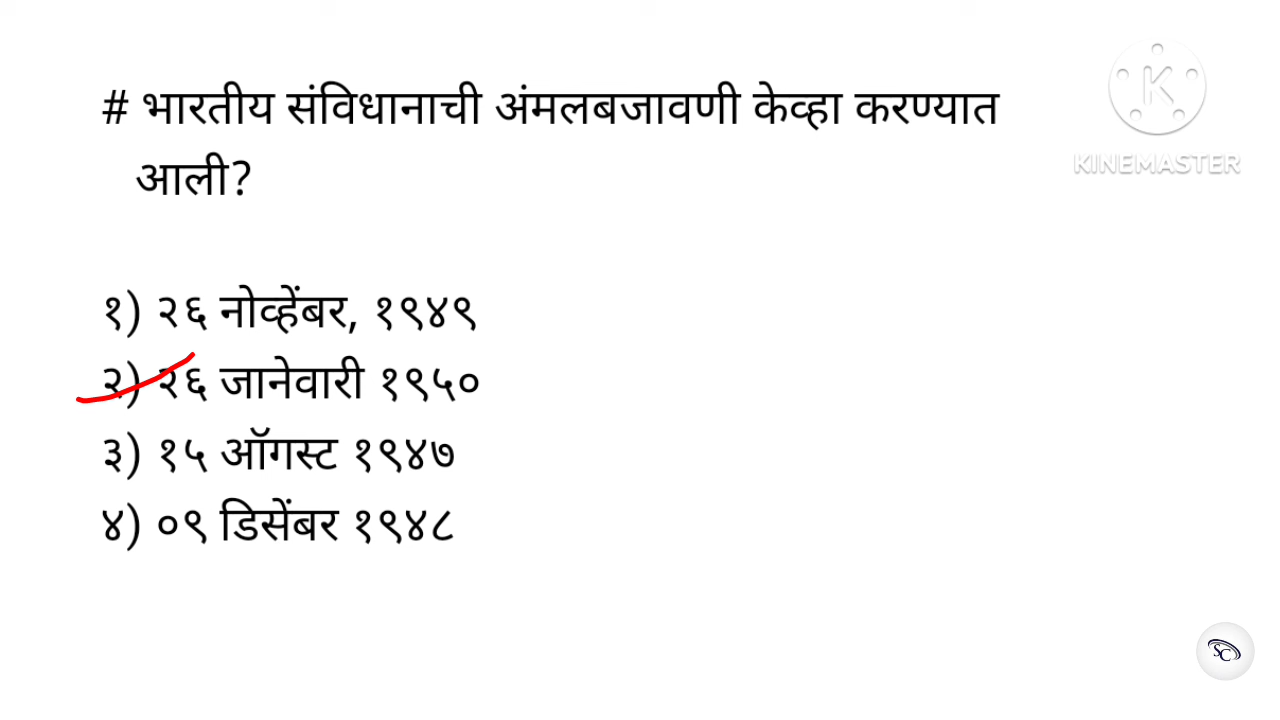 # भारतीय संविधानाची अंमलबजावणी केव्हा करण्यात
आली?
१) २६ नोव्हेंबर, १९४९
२) २६ जानेवारी १९५०
३) १५ ऑगस्ट १९४७
४) ०९ डिसेंबर १९४८
K
KINEMASTER
SC